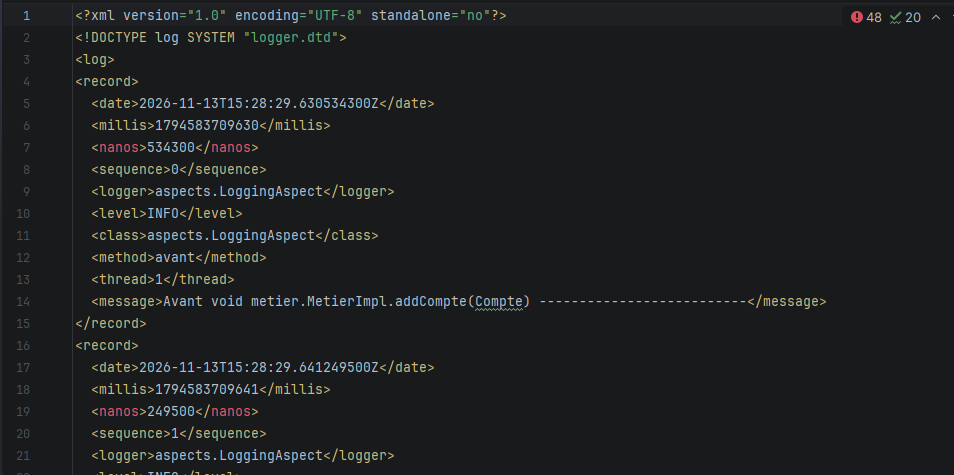 1 <?xml version="1.0" encoding="UTF-8" standalone="no"?> 48 20
2 <!DOCTYPE log SYSTEM "logger.dtd">
3 <log>
4 <record>
5 <date>2026-11-13T15:28:29.630534300Z</date>
6 <millis>1794583709630</millis>
7 <nanos>534300</nanos>
8 <sequence>0</sequence>
9 <logger>aspects.LoggingAspect</logger>
10 <level>INFO</level>
11 <class>aspects.LoggingAspect</class>
12 <method>avant</method>
13 <thread>1</thread>
14 <message>Avant void metier.MetierImpl.addCompte(Compte) --------------------------</message>
15 </record>
16 <record>
17 <date>2026-11-13T15:28:29.641249500Z</date>
18 <millis>1794583709641</millis>
19 <nanos>249500</nanos>
20 <sequence>1</sequence>
21 <logger>aspects.LoggingAspect</logger>
<level>INFO</level>